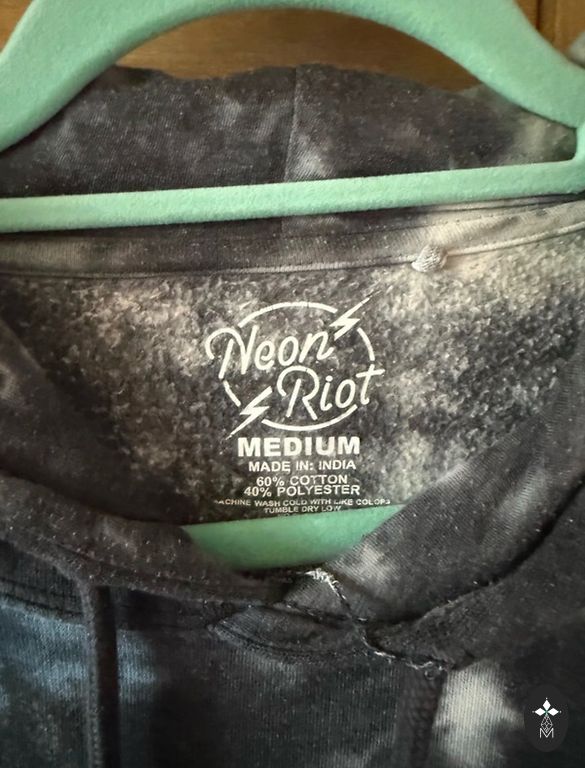 Neon
Riot
MEDIUM
MADE IN: INDIA
60% COTTON
40% POLYESTER
MACHINE WASH COLD WITH LIKE COLORS
TUMBLE DRY LOW
M